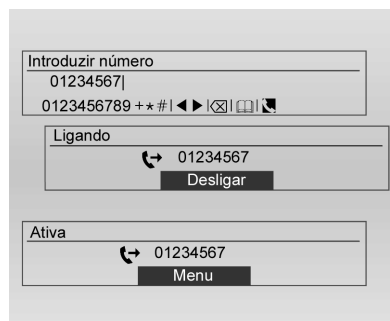 Introduzir número
01234567|
0123456789+*#|◀ ▶|⌫|🕮|
Ligando
01234567
Desligar
Ativa
01234567
Menu